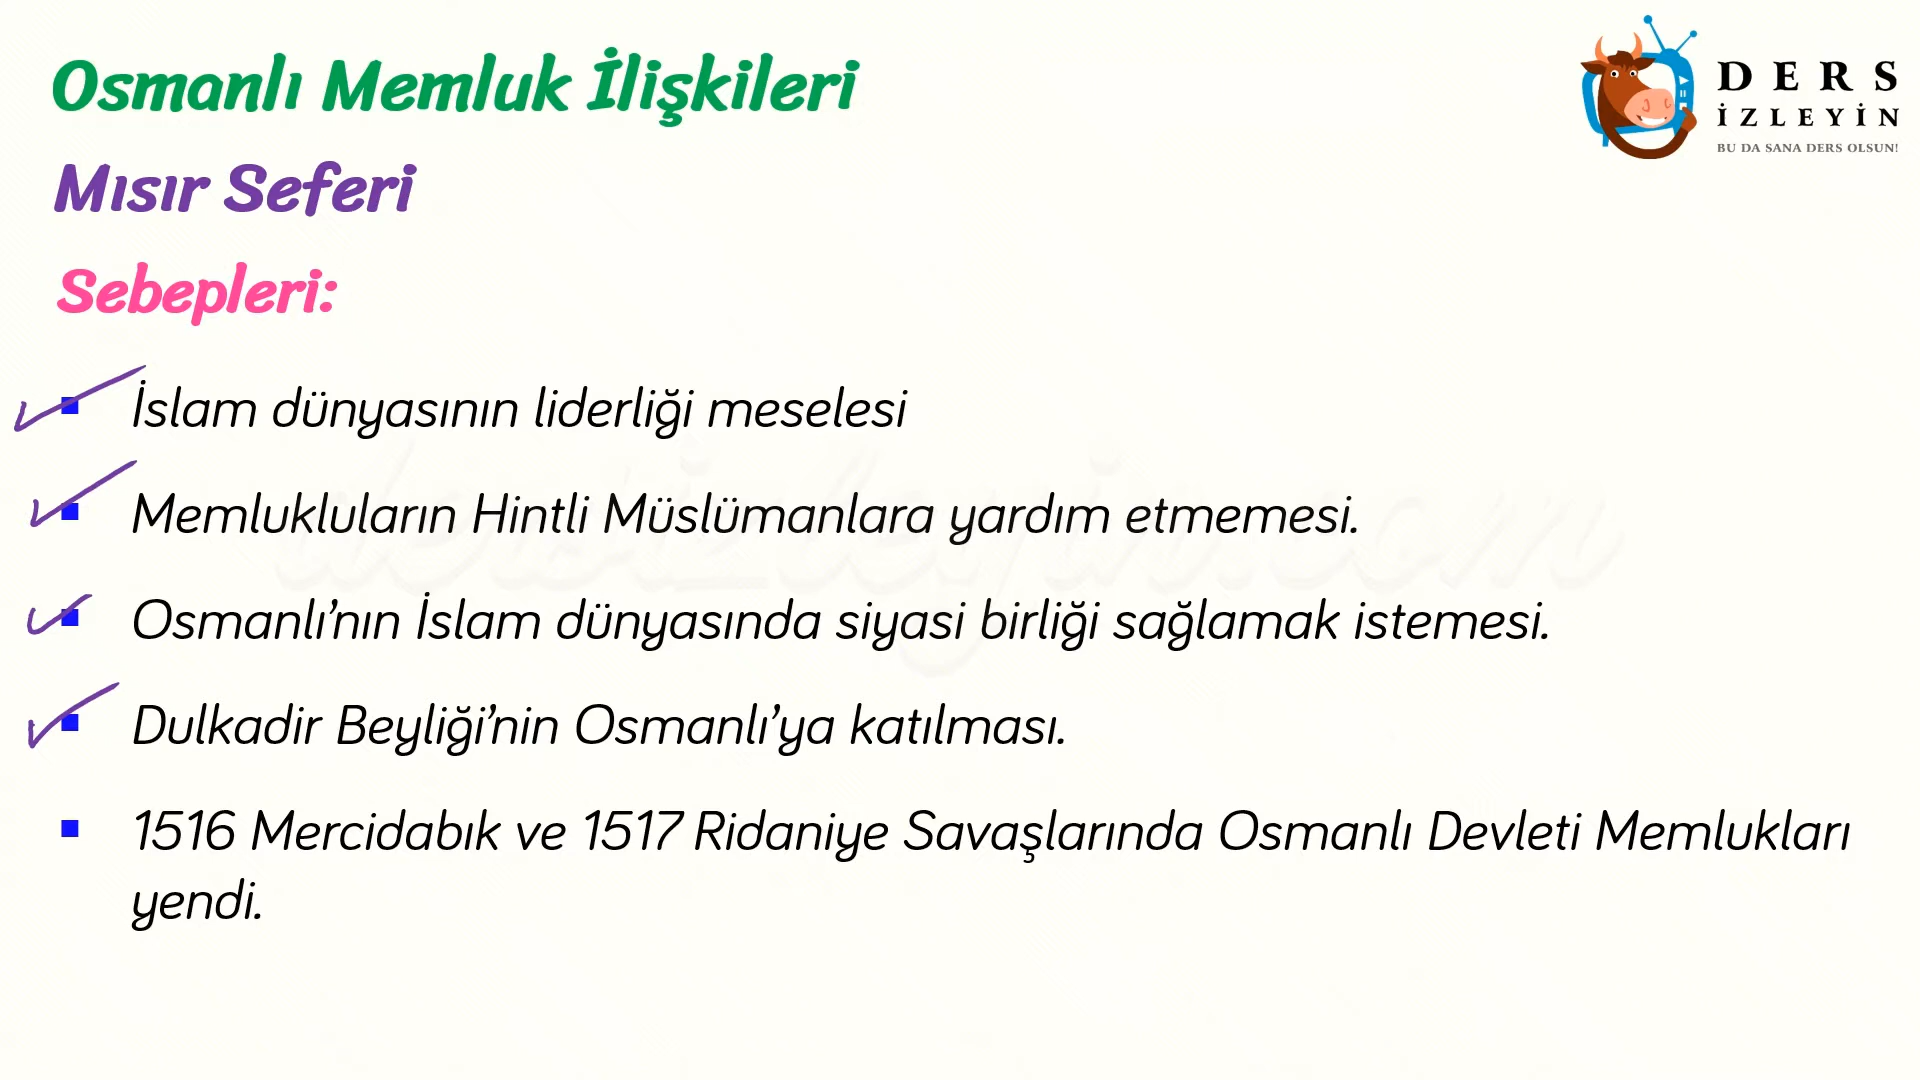 Osmanlı Memluk İlişkileri
DERS
İZLEYİN
BU DA SANA DERS OLSUN!
Mısır Seferi
Sebepleri:
İslam dünyasının liderliği meselesi
Memlukluların Hintli Müslümanlara yardım etmemesi.
Osmanlı’nın İslam dünyasında siyasi birliği sağlamak istemesi.
Dulkadir Beyliği’nin Osmanlı’ya katılması.
1516 Mercidabık ve 1517 Ridaniye Savaşlarında Osmanlı Devleti Memlukları
yendi.
dersizleyin.com